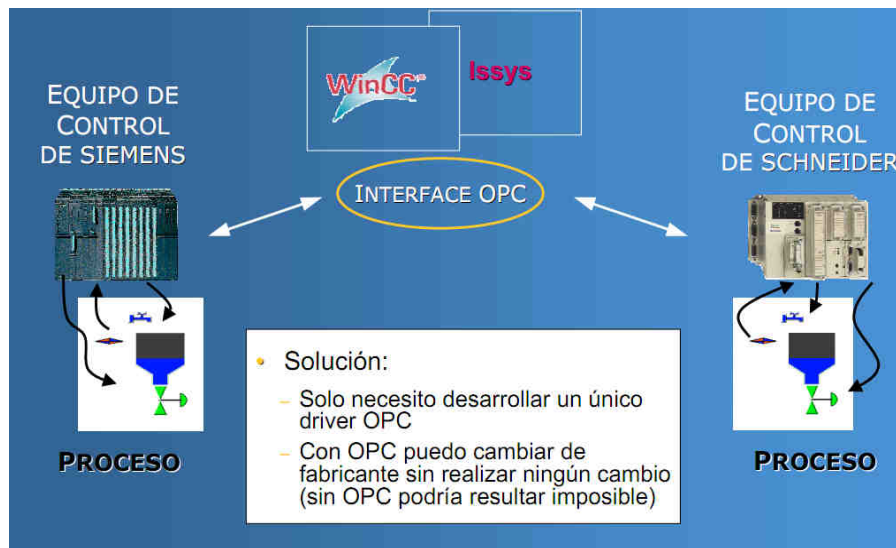 WinCC
Issys
EQUIPO DE
CONTROL
DE SIEMENS
EQUIPO DE
CONTROL
DE SCHNEIDER
INTERFACE OPC
• Solución:
– Solo necesito desarrollar un único
driver OPC
– Con OPC puedo cambiar de
fabricante sin realizar ningún cambio
(sin OPC podría resultar imposible)
PROCESO
PROCESO